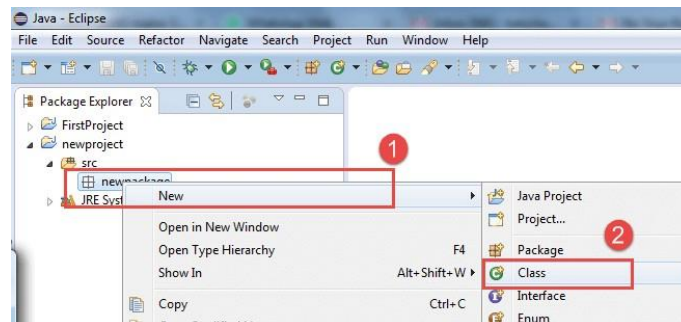 Java - Eclipse
File Edit Source Refactor Navigate Search Project Run Window Help
Package Explorer
FirstProject
newproject
1
src
newpackage
New
Java Project
JRE Syst
Project...
2
Open in New Window
Open Type Hierarchy F4
Package
Show In Alt+Shift+W
Class
Interface
Copy Ctrl+C
Enum